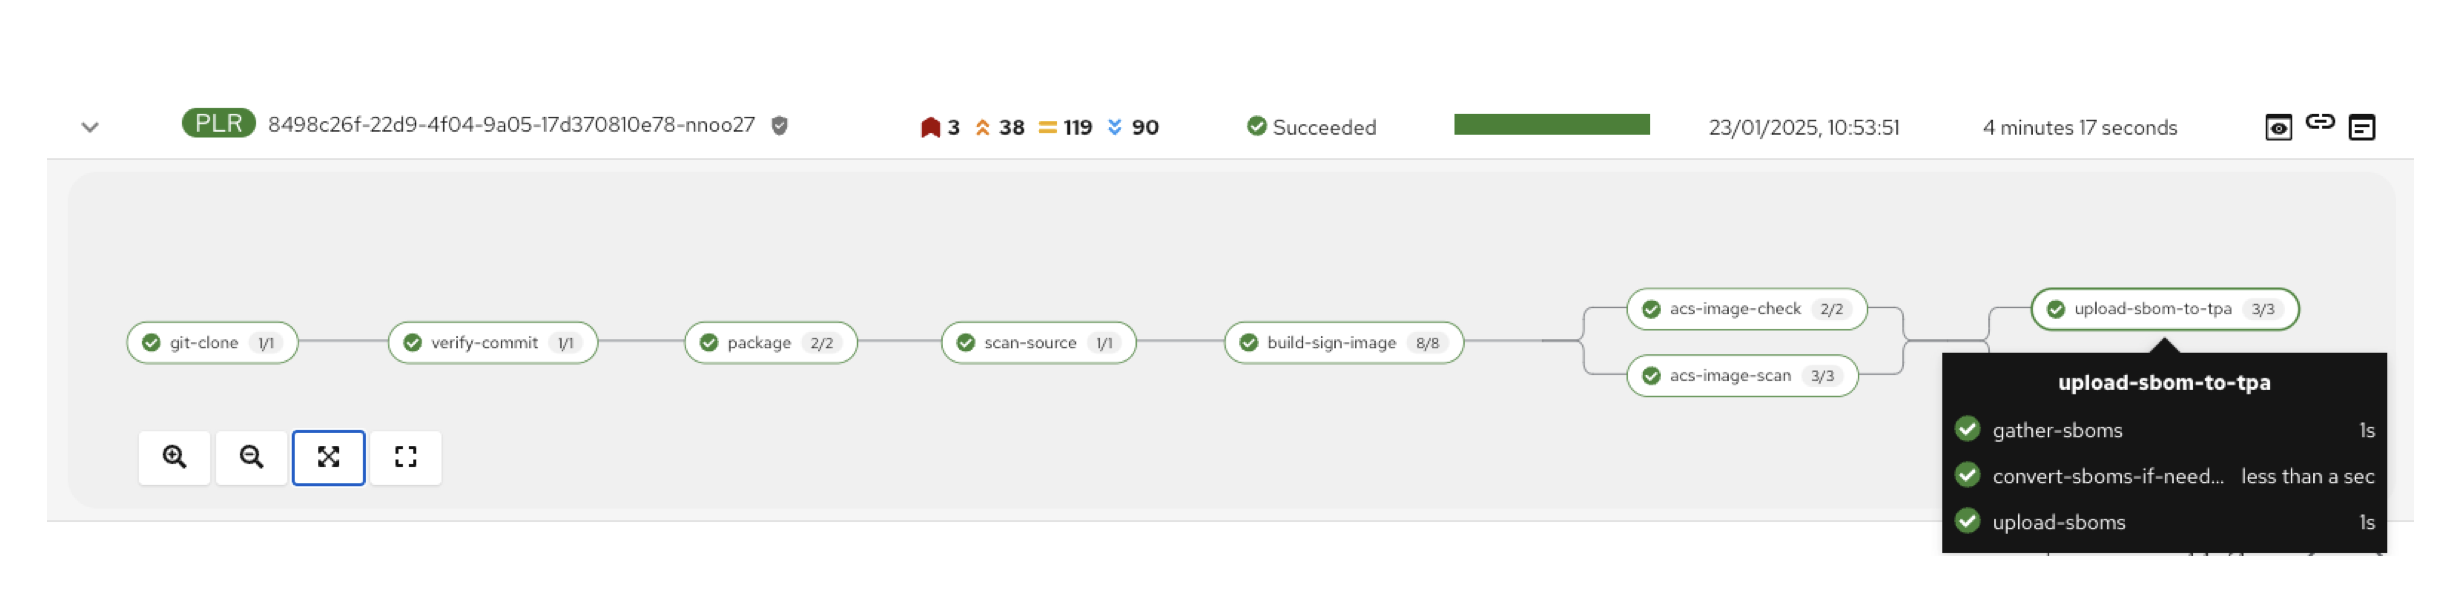 PLR 8498c26f-22d9-4f04-9a05-17d370810e78-nnoo27 3 38 119 90 Succeeded 23/01/2025, 10:53:51 4 minutes 17 seconds
git-clone 1/1
verify-commit 1/1
package 2/2
scan-source 1/1
build-sign-image 8/8
acs-image-check 2/2
acs-image-scan 3/3
upload-sbom-to-tpa 3/3
upload-sbom-to-tpa
gather-sboms 1s
convert-sboms-if-need... less than a sec
upload-sboms 1s